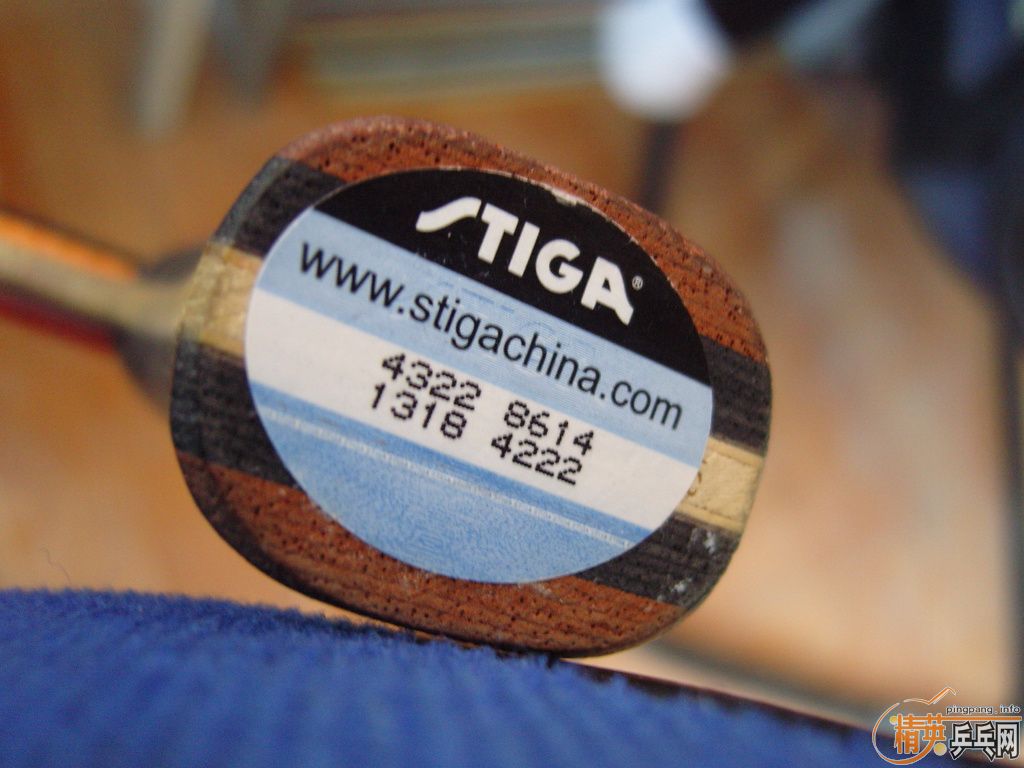 STIGA®
www.stigachina.com
4322 8614
1318 4222
pingpang.info
精英乒乓网